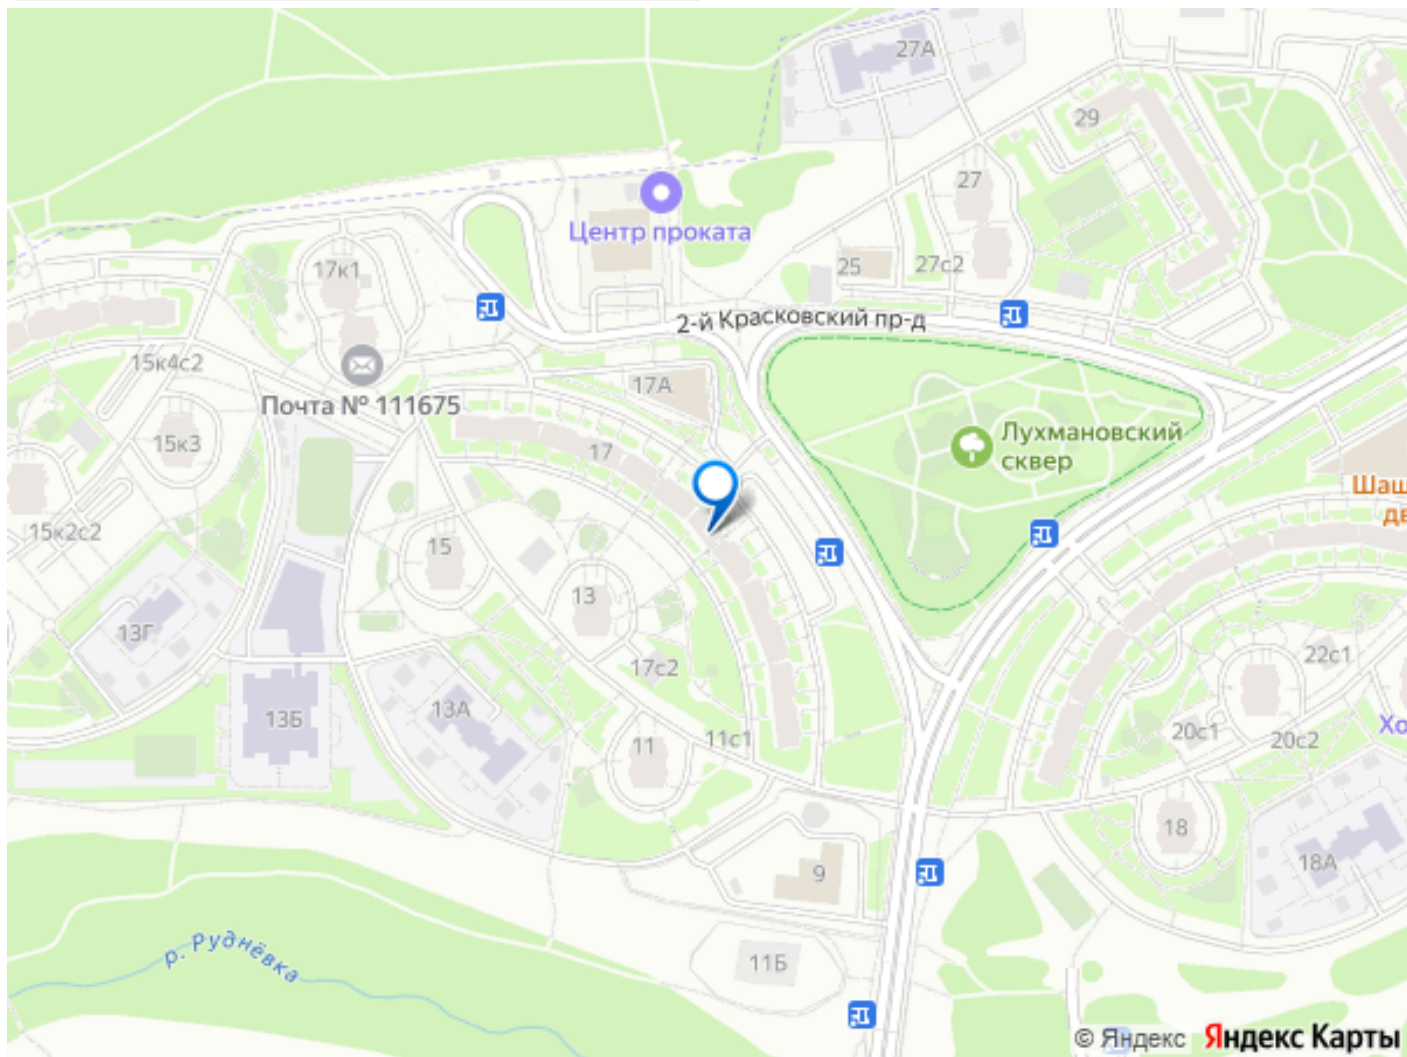 27А
29
27
Центр проката
17к1
25
27с2
2-й Красковский пр-д
15к4с2
17А
Почта № 111675
15к3
17
Лухмановский
сквер
Шаш
дв
15к2с2
15
13
13Г
17с2
22с1
13Б
13А
11
11с1
20с1
20с2
Хо
18
9
18А
р. Руднёвка
11Б
© Яндекс Яндекс Карты